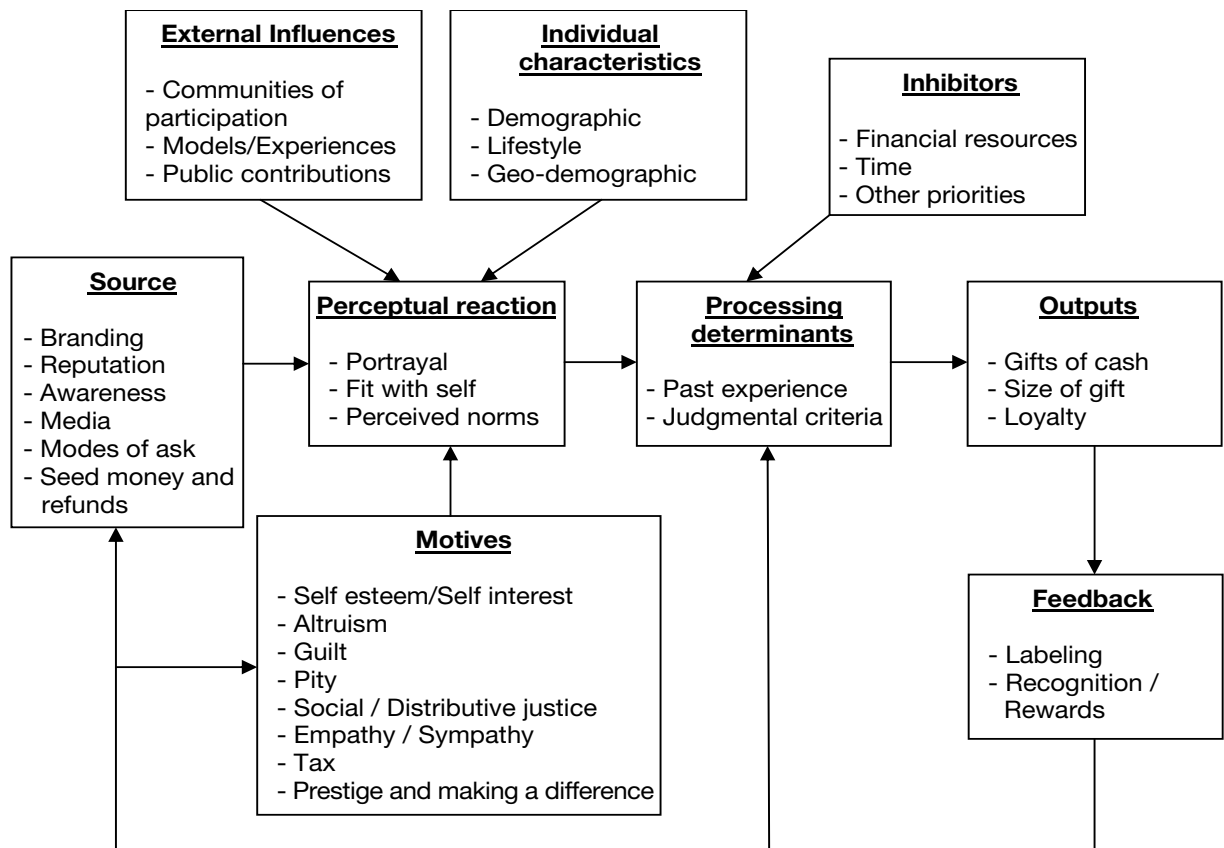 External Influences
- Communities of
participation
- Models/Experiences
- Public contributions
Individual
characteristics
- Demographic
- Lifestyle
- Geo-demographic
Inhibitors
- Financial resources
- Time
- Other priorities
Source
- Branding
- Reputation
- Awareness
- Media
- Modes of ask
- Seed money and
refunds
Perceptual reaction
- Portrayal
- Fit with self
- Perceived norms
Processing
determinants
- Past experience
- Judgmental criteria
Outputs
- Gifts of cash
- Size of gift
- Loyalty
Motives
- Self esteem/Self interest
- Altruism
- Guilt
- Pity
- Social / Distributive justice
- Empathy / Sympathy
- Tax
- Prestige and making a difference
Feedback
- Labeling
- Recognition /
Rewards